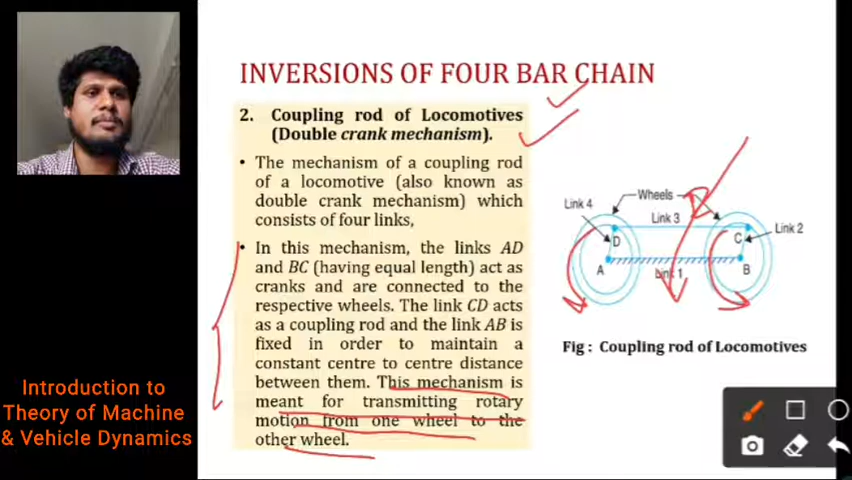 INVERSIONS OF FOUR BAR CHAIN
2. Coupling rod of Locomotives
(Double crank mechanism).
• The mechanism of a coupling rod
of a locomotive (also known as
double crank mechanism) which
consists of four links,
• In this mechanism, the links AD
and BC (having equal length) act as
cranks and are connected to the
respective wheels. The link CD acts
as a coupling rod and the link AB is
fixed in order to maintain a
constant centre to centre distance
between them. This mechanism is
meant for transmitting rotary
motion from one wheel to the
other wheel.
Link 4
Wheels
Link 3
Link 2
D
C
A
Link 1
B
Fig : Coupling rod of Locomotives
Introduction to
Theory of Machine
& Vehicle Dynamics